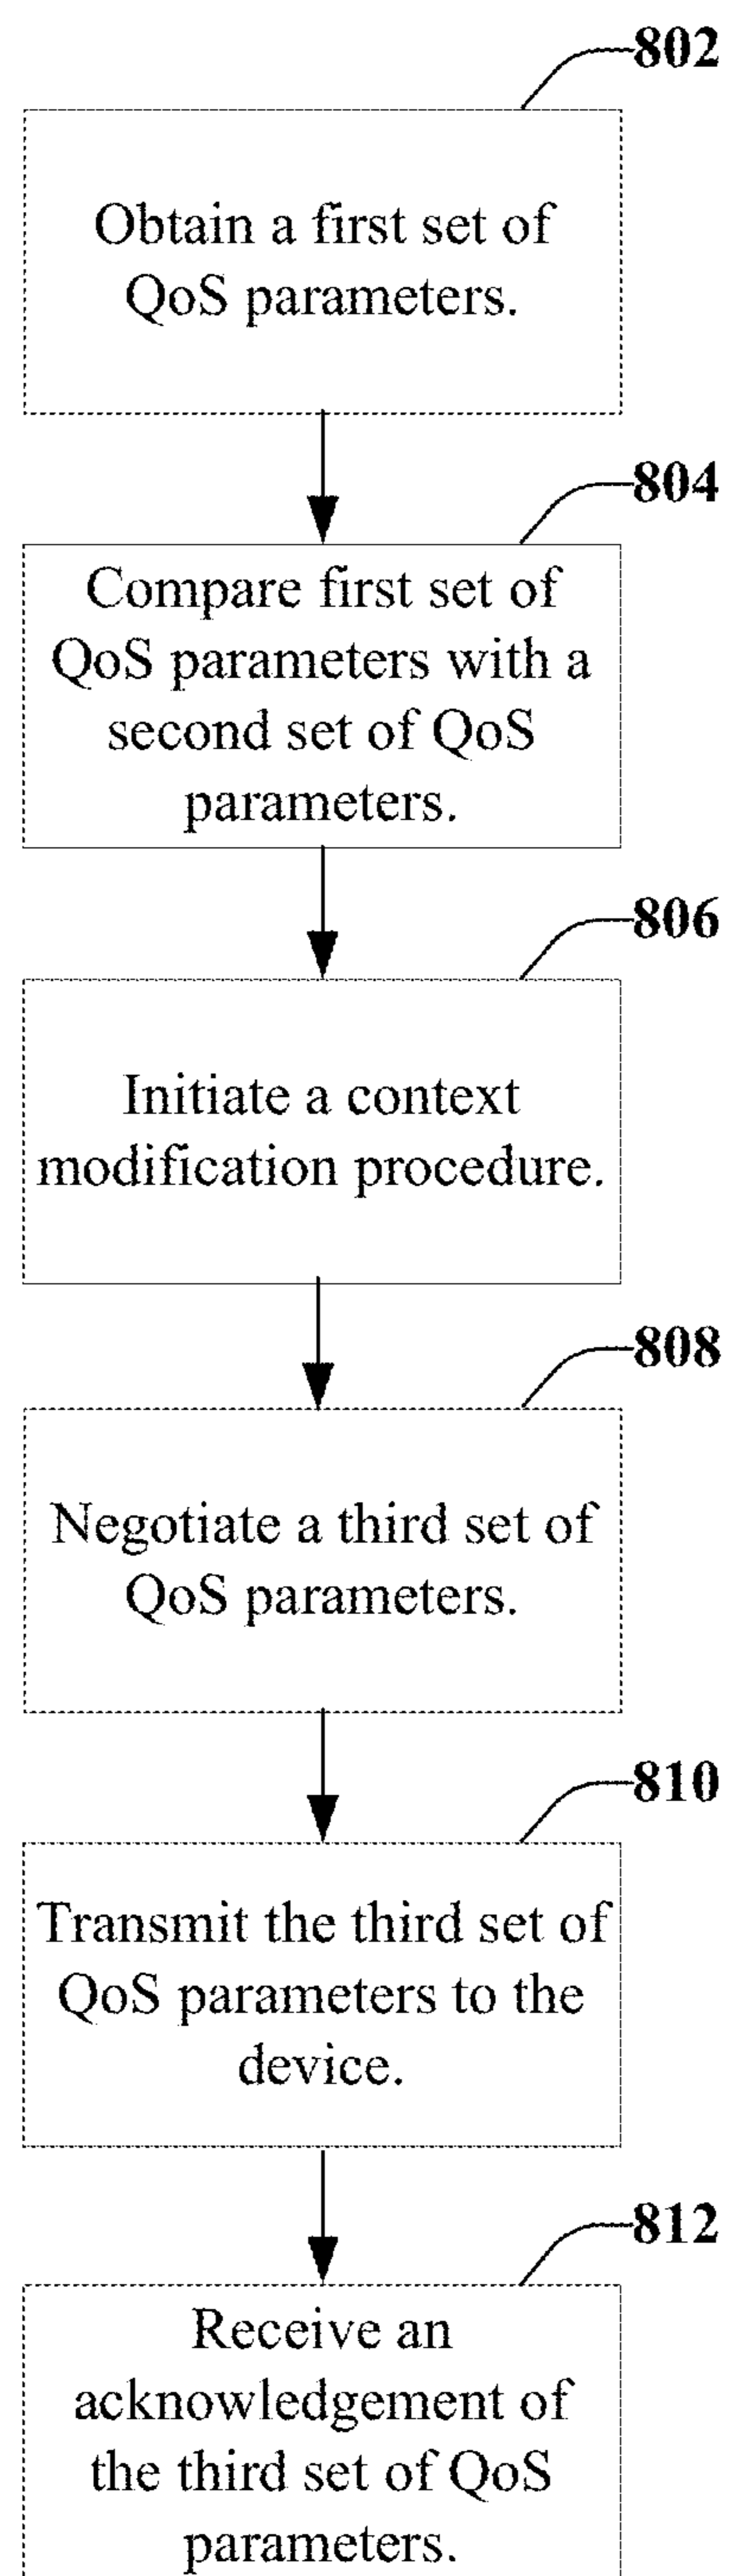 802
Obtain a first set of
QoS parameters.
804
Compare first set of
QoS parameters with a
second set of QoS
parameters.
806
Initiate a context
modification procedure.
808
Negotiate a third set of
QoS parameters.
810
Transmit the third set of
QoS parameters to the
device.
812
Receive an
acknowledgement of
the third set of QoS
parameters.